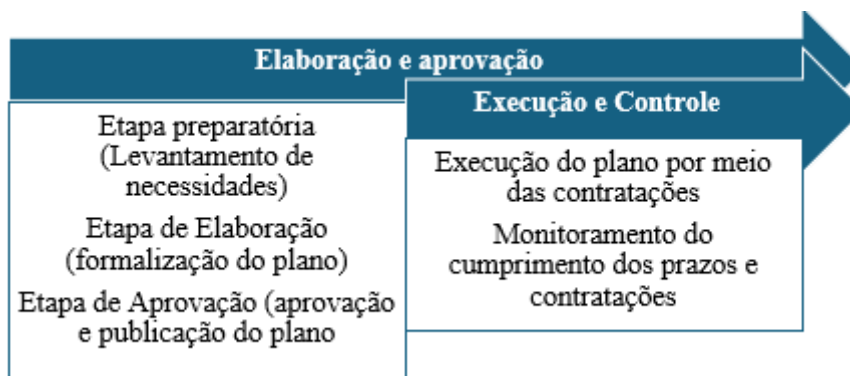 Elaboração e aprovação
Etapa preparatória
(Levantamento de
necessidades)
Etapa de Elaboração
(formalização do plano)
Etapa de Aprovação (aprovação
e publicação do plano
Execução e Controle
Execução do plano por meio
das contratações
Monitoramento do
cumprimento dos prazos e
contratações